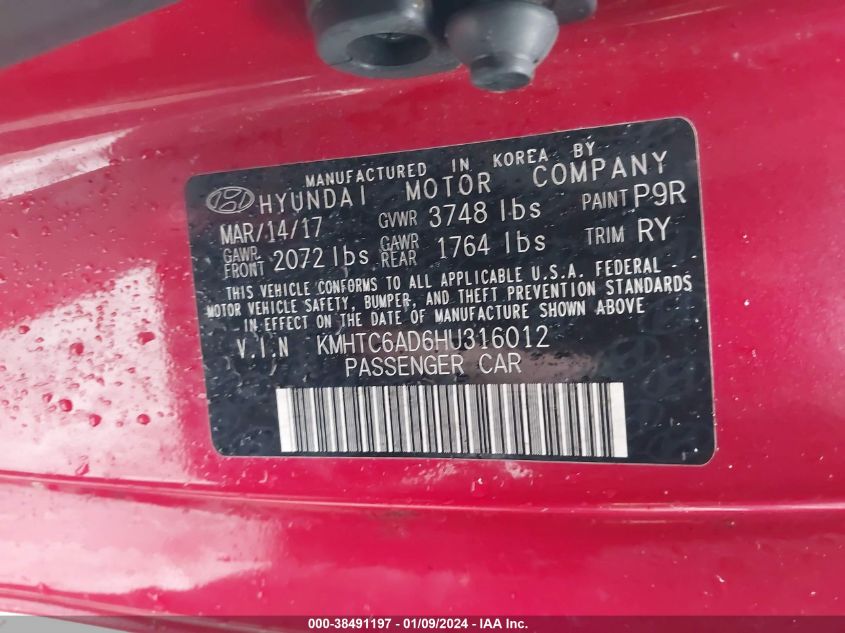 MANUFACTURED IN KOREA BY
HYUNDAI MOTOR COMPANY
MAR/14/17 GVWR 3748 lbs PAINT P9R
GAWR FRONT 2072 lbs GAWR REAR 1764 lbs TRIM RY
THIS VEHICLE CONFORMS TO ALL APPLICABLE U.S.A. FEDERAL
MOTOR VEHICLE SAFETY, BUMPER, AND THEFT PREVENTION STANDARDS
IN EFFECT ON THE DATE OF MANUFACTURE SHOWN ABOVE
V.I.N KMHTC6AD6HU316012
PASSENGER CAR
000-38491197 - 01/09/2024 - IAA Inc.